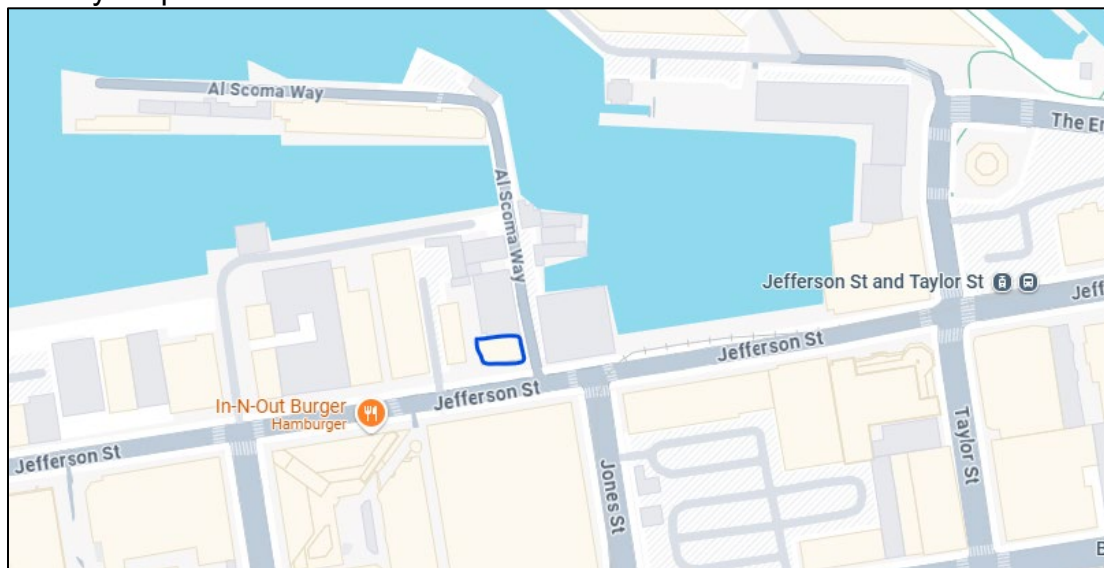 Al Scoma Way
The Em
Al Scoma Way
Jefferson St and Taylor St
Jeff
Jefferson St
Jefferson St
In-N-Out Burger
Hamburger
Jefferson St
Jones St
Taylor St